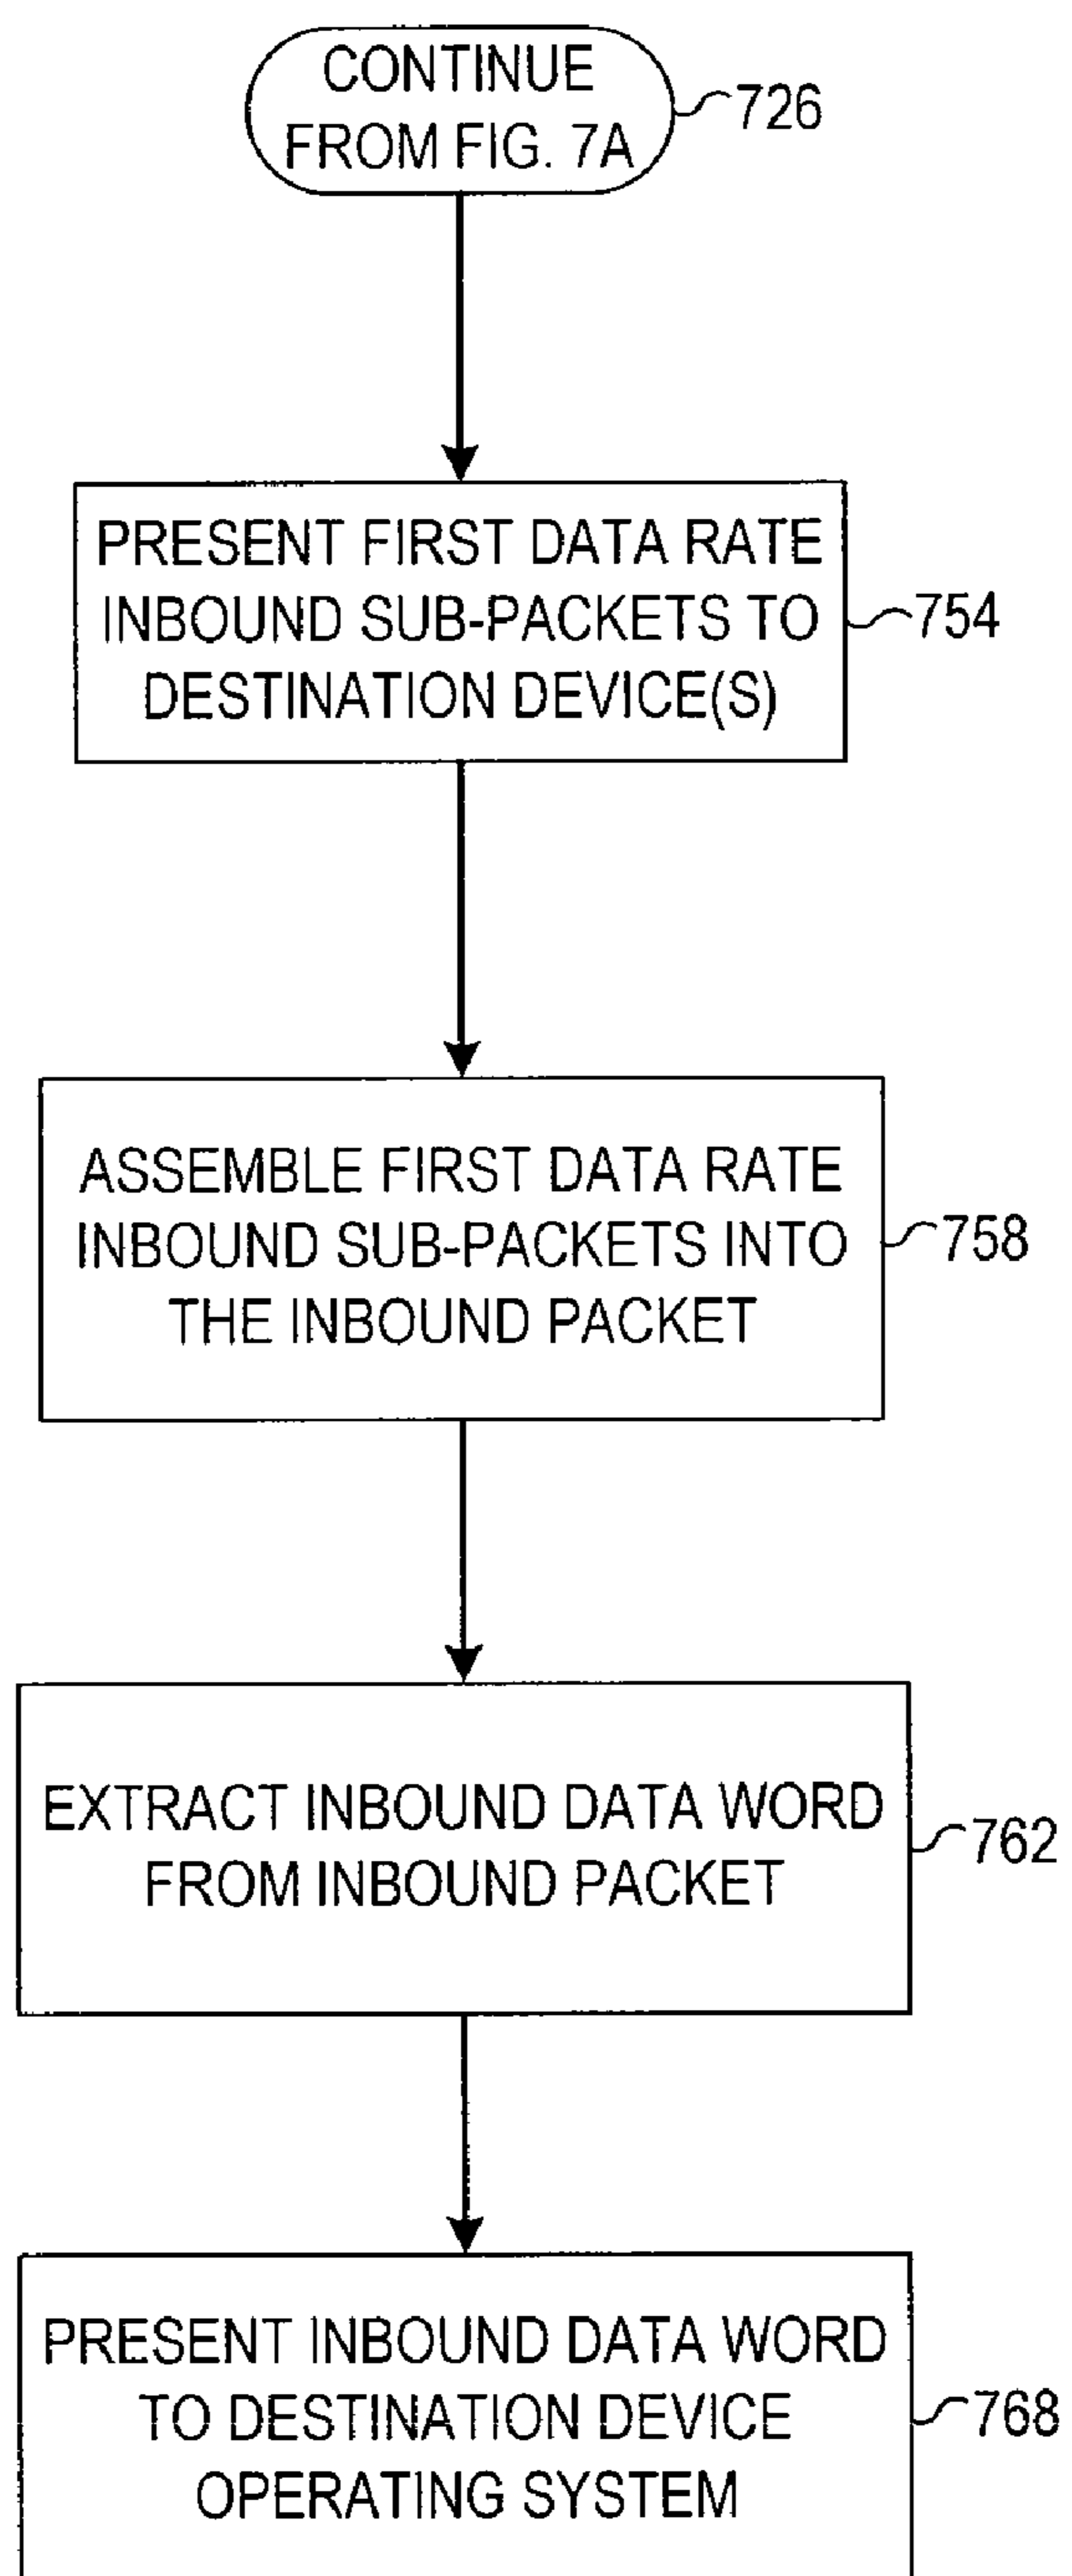 CONTINUE
FROM FIG. 7A
726
PRESENT FIRST DATA RATE
INBOUND SUB-PACKETS TO
DESTINATION DEVICE(S)
754
ASSEMBLE FIRST DATA RATE
INBOUND SUB-PACKETS INTO
THE INBOUND PACKET
758
EXTRACT INBOUND DATA WORD
FROM INBOUND PACKET
762
PRESENT INBOUND DATA WORD
TO DESTINATION DEVICE
OPERATING SYSTEM
768